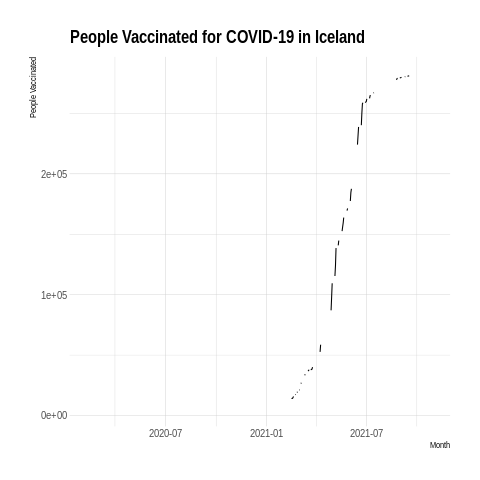 People Vaccinated for COVID-19 in Iceland
People Vaccinated
2e+05
1e+05
0e+00
2020-07
2021-01
2021-07
Month